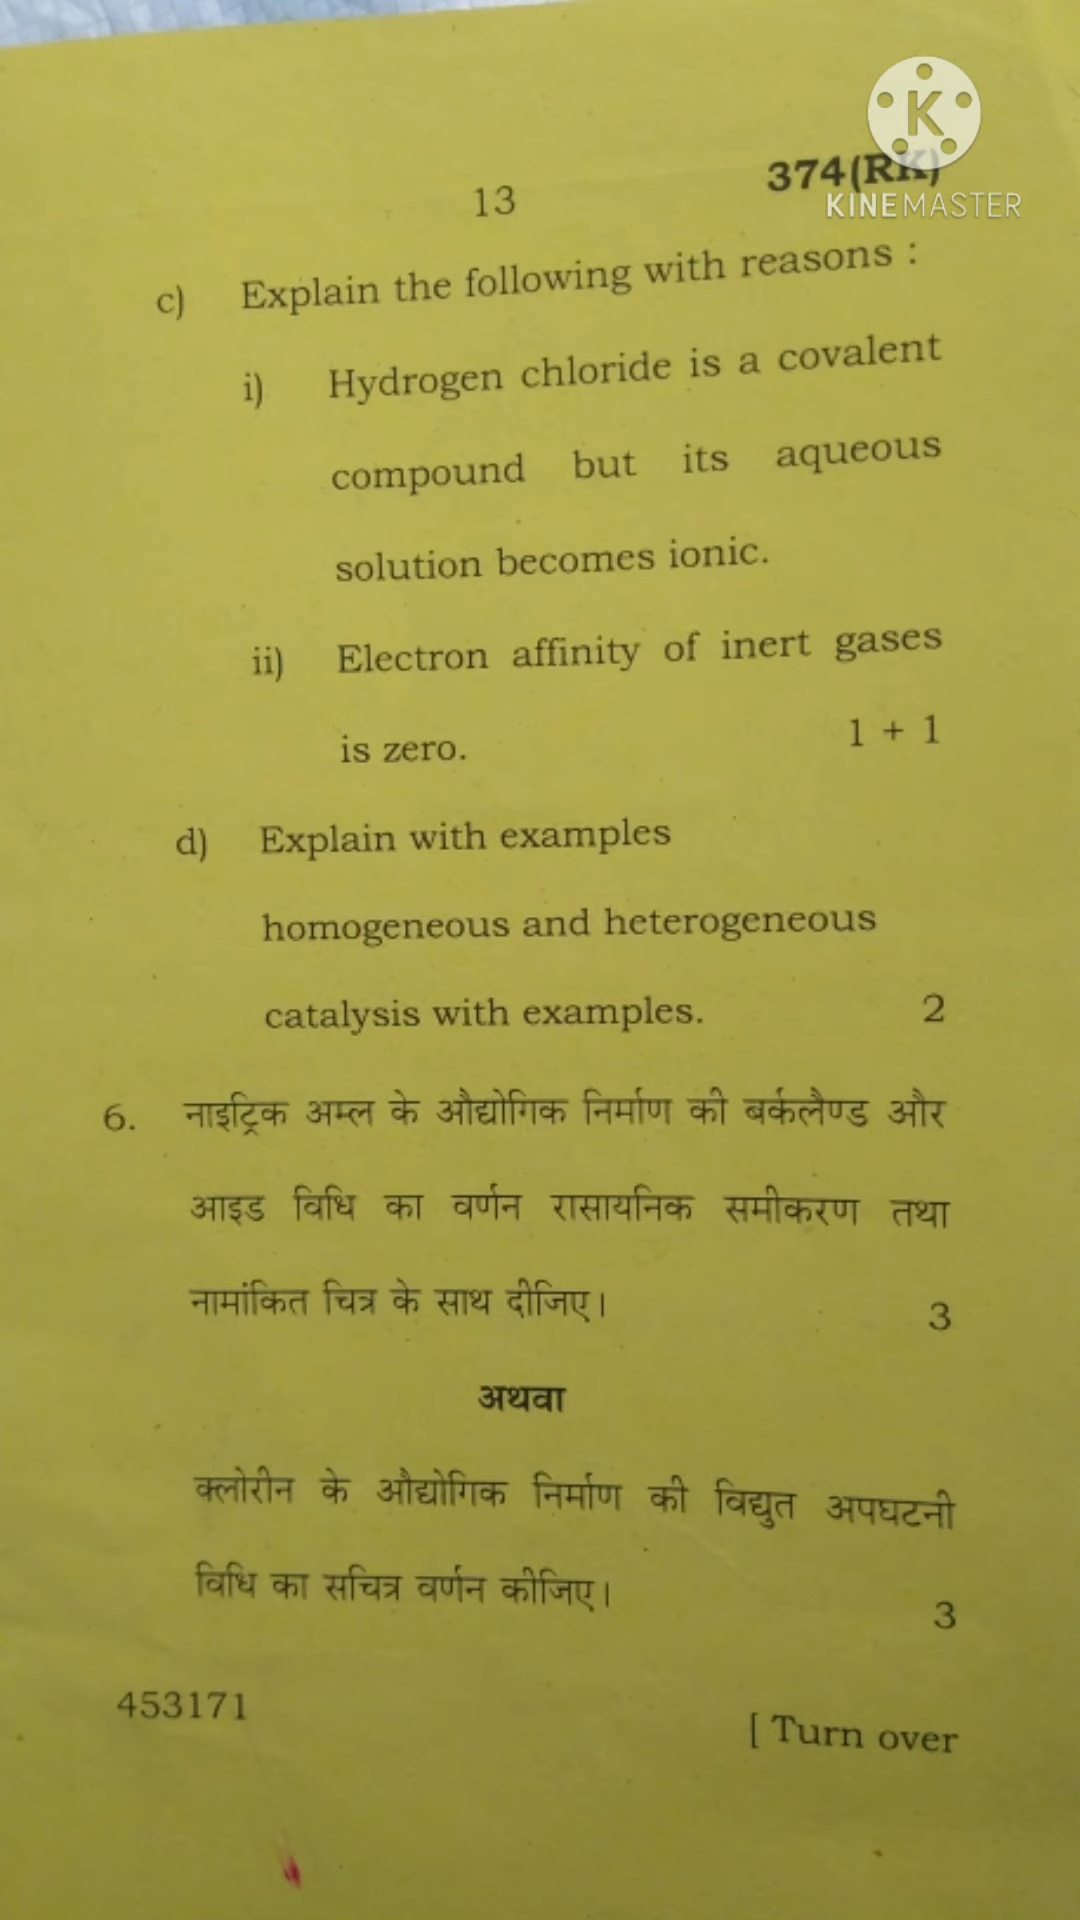 K
374(RK)
KINEMASTER
13
c) Explain the following with reasons :
i) Hydrogen chloride is a covalent
compound but its aqueous
solution becomes ionic.
ii) Electron affinity of inert gases
is zero. 1 + 1
d) Explain with examples
homogeneous and heterogeneous
catalysis with examples. 2
6. नाइट्रिक अम्ल के औद्योगिक निर्माण की बर्कलैण्ड और
आइड विधि का वर्णन रासायनिक समीकरण तथा
नामांकित चित्र के साथ दीजिए। 3
अथवा
क्लोरीन के औद्योगिक निर्माण की विद्युत अपघटनी
विधि का सचित्र वर्णन कीजिए। 3
453171
[ Turn over